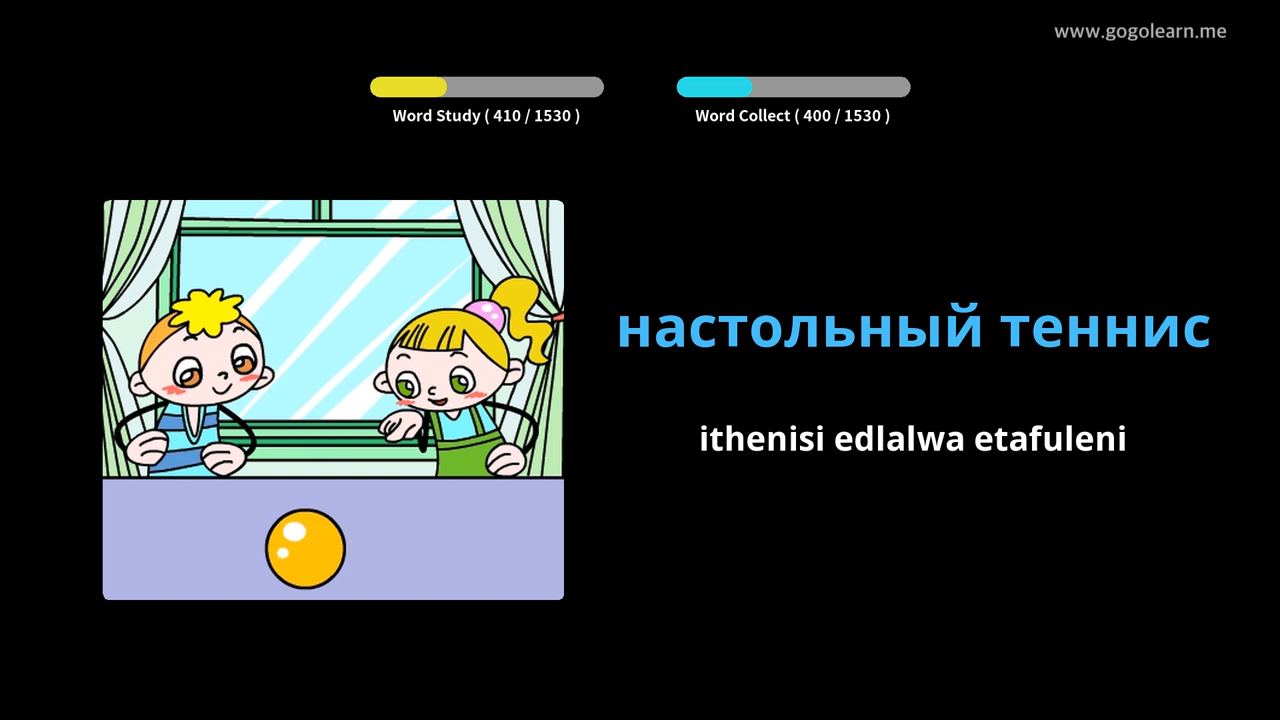 www.gogolearn.me
Word Study ( 410 / 1530 )
Word Collect ( 400 / 1530 )
настольный теннис
ithenisi edlalwa etafuleni